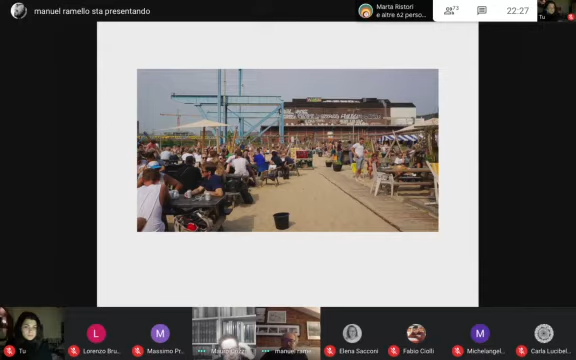 manuel ramello sta presentando
Marta Ristori
e altre 62 perso...
73
22:27
Tu
Tu
L
Lorenzo Bru...
M
Massimo Pr...
manuel rame
Elena Sacconi
Fabio Ciolli
M
Michelangel...
Carla Lucibel...